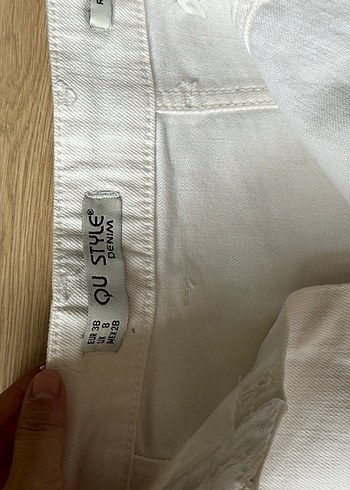 QU STYLE®
DENIM
EUR 38
UK 8
MEX 28